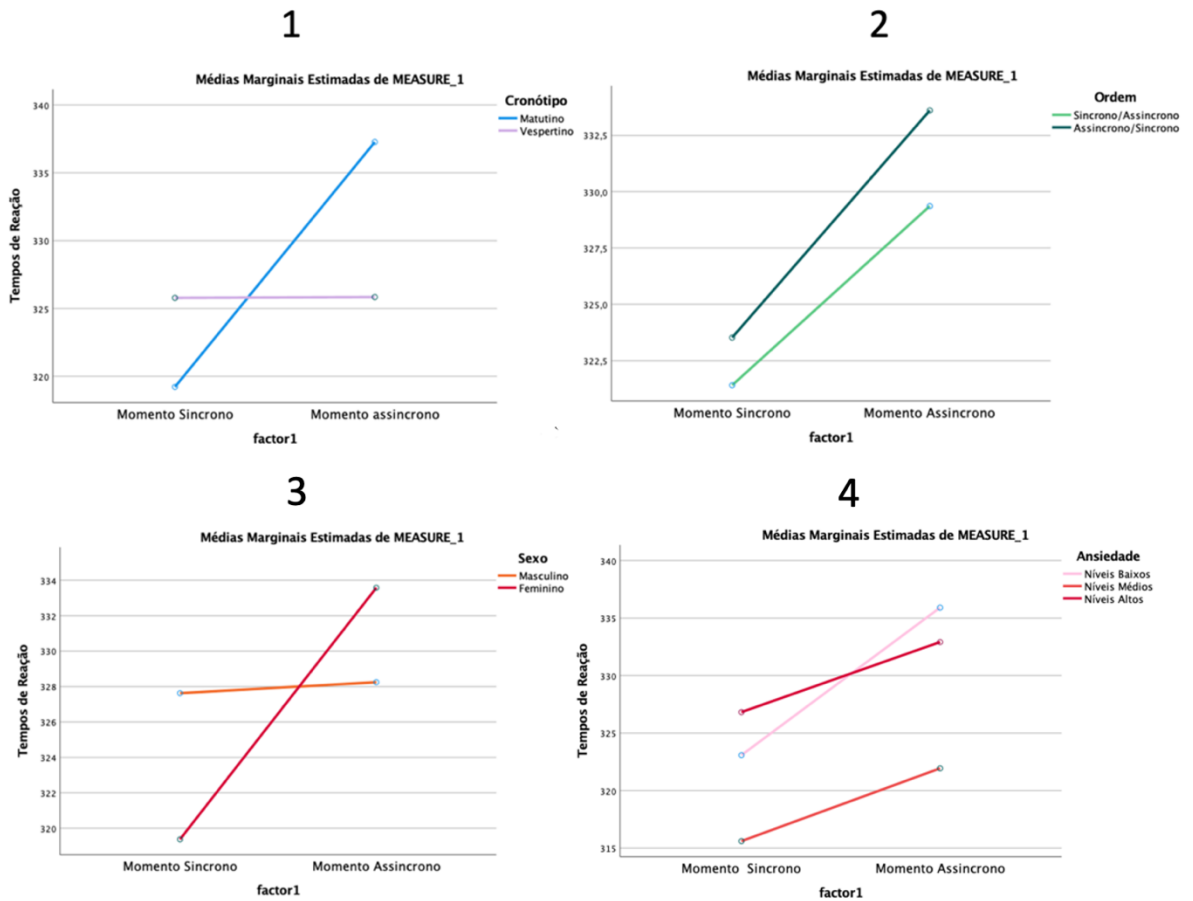 1
Médias Marginais Estimadas de MEASURE_1
Cronótipo
Matutino
Vespertino
Tempos de Reação
340
335
330
325
320
Momento Sincrono
Momento assincrono
factor1
2
Médias Marginais Estimadas de MEASURE_1
Ordem
Sincrono/Assincrono
Assincrono/Sincrono
Tempos de Reação
332,5
330,0
327,5
325,0
322,5
Momento Sincrono
Momento Assincrono
factor1
3
Médias Marginais Estimadas de MEASURE_1
Sexo
Masculino
Feminino
Tempos de Reação
334
332
330
328
326
324
322
320
Momento Sincrono
Momento Assincrono
factor1
4
Médias Marginais Estimadas de MEASURE_1
Ansiedade
Níveis Baixos
Níveis Médios
Níveis Altos
Tempos de Reação
340
335
330
325
320
315
Momento Sincrono
Momento Assincrono
factor1